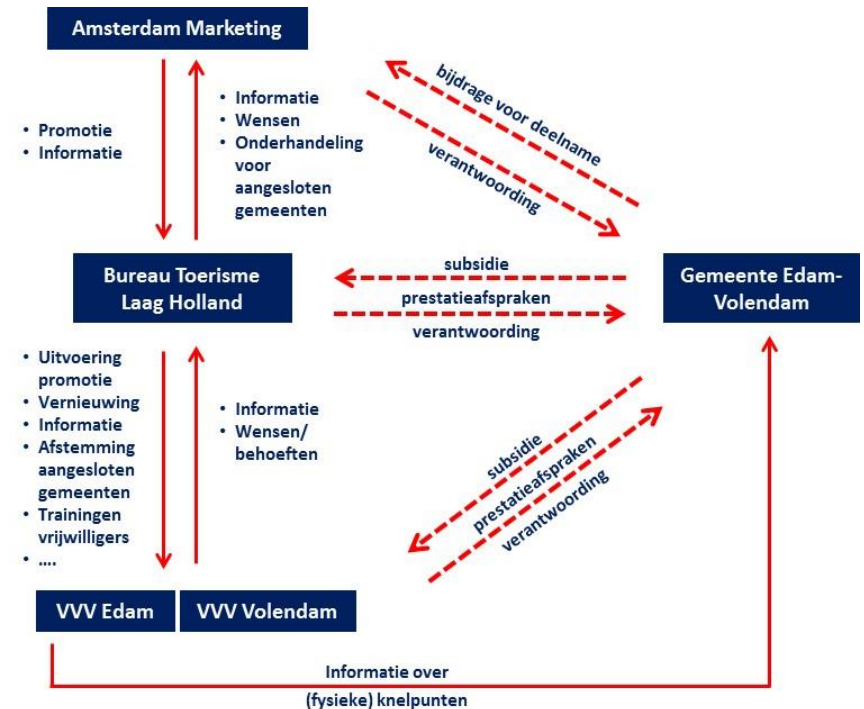 Amsterdam Marketing
• Promotie
• Informatie
• Informatie
• Wensen
• Onderhandeling
voor
aangesloten
gemeenten
bijdrage voor deelname
verantwoording
Bureau Toerisme
Laag Holland
subsidie
prestatieafspraken
verantwoording
Gemeente Edam-
Volendam
• Uitvoering
promotie
• Vernieuwing
• Informatie
• Afstemming
aangesloten
gemeenten
• Trainingen
vrijwilligers
• ....
• Informatie
• Wensen/
behoeften
subsidie
prestatieafspraken
verantwoording
VVV Edam
VVV Volendam
Informatie over
(fysieke) knelpunten